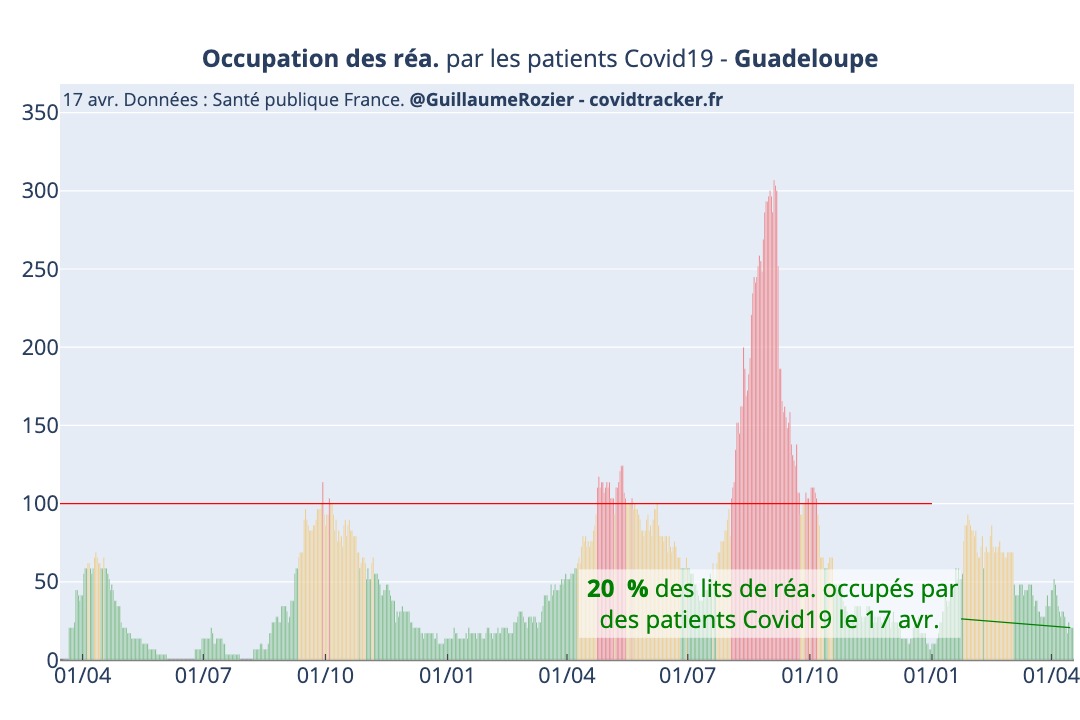 Occupation des réa. par les patients Covid19 - Guadeloupe
17 avr. Données : Santé publique France. @GuillaumeRozier - covidtracker.fr
350
300
250
200
150
100
50
0
20 % des lits de réa. occupés par
des patients Covid19 le 17 avr.
01/04 01/07 01/10 01/01 01/04 01/07 01/10 01/01 01/04